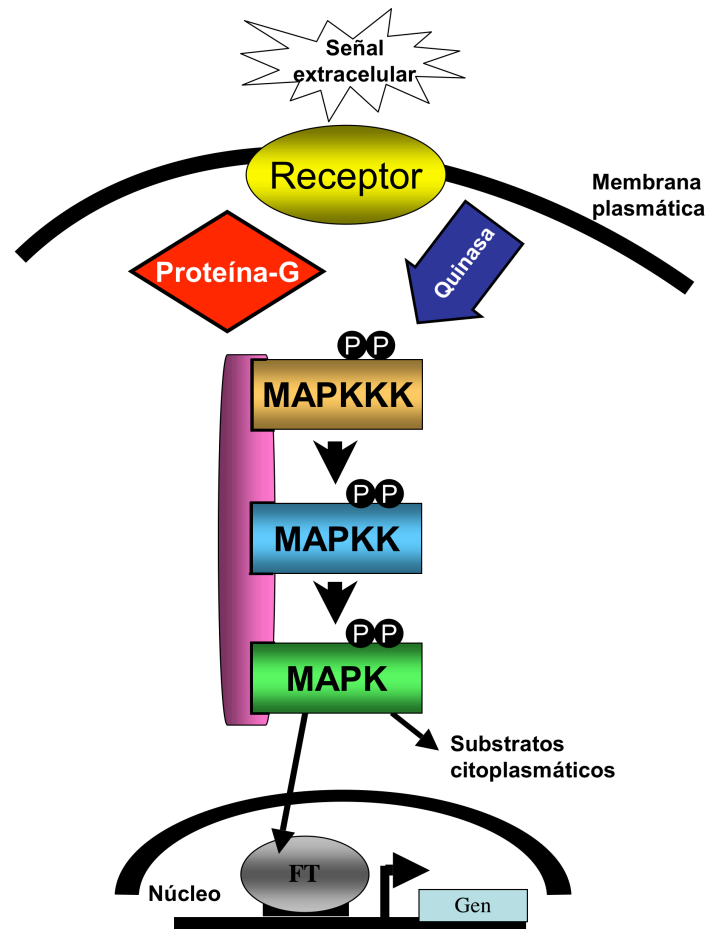 Señal
extracelular
Receptor
Membrana
plasmática
Proteína-G
Quinasa
P P
MAPKKK
P P
MAPKK
P P
MAPK
Substratos
citoplasmáticos
FT
Núcleo
Gen